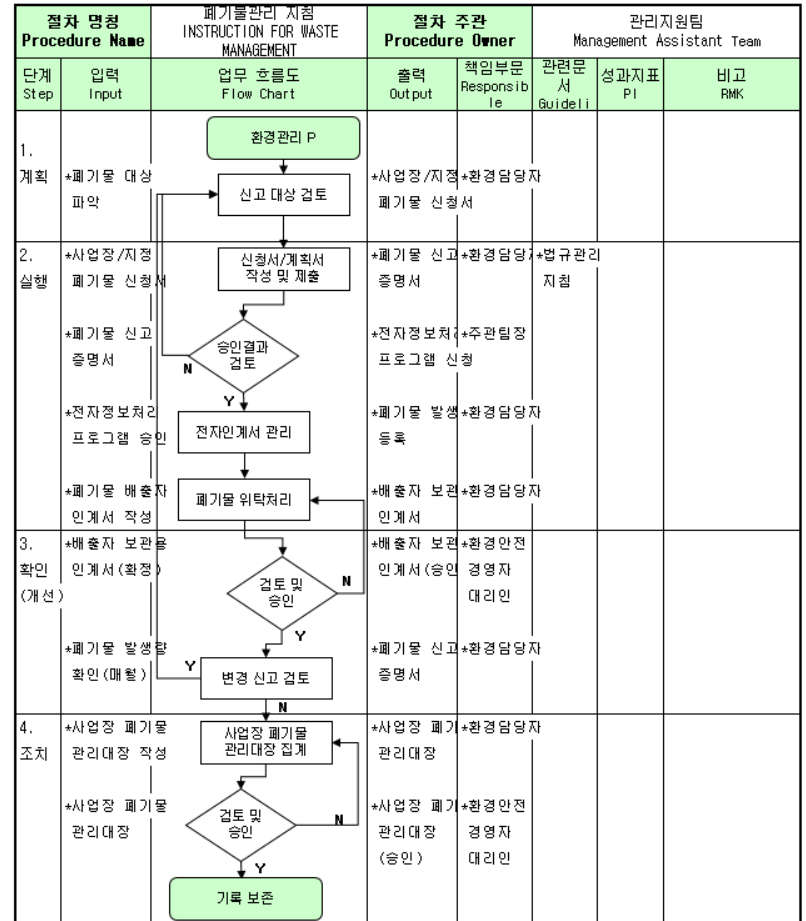 절차 명칭
Procedure Name
폐기물관리 지침
INSTRUCTION FOR WASTE
MANAGEMENT
절차 주관
Procedure Owner
관리지원팀
Management Assistant Team
단계
Step
입력
Input
업무 흐름도
Flow Chart
출력
Output
책임부문
Responsib
le
관련문
서
Guideli
성과지표
PI
비고
RMK
1.
계획
*폐기물 대상
파악
환경관리 P
신고 대상 검토
*사업장/지정
폐기물 신청서
*환경담당자
2.
실행
*사업장/지정
폐기물 신청서
신청서/계획서
작성 및 제출
*폐기물 신고
증명서
*환경담당자
*법규관리
지침
*폐기물 신고
증명서
승인결과
검토
N
Y
*전자정보처리
프로그램 신청
*주관팀장
*전자정보처리
프로그램 승인
전자인계서 관리
*폐기물 발생
등록
*환경담당자
*폐기물 배출자
인계서 작성
폐기물 위탁처리
*배출자 보관
인계서
*환경담당자
3.
확인
(개선)
*배출자 보관용
인계서(확정)
검토 및
승인
N
Y
*배출자 보관
인계서(승인
*환경안전
경영자
대리인
*폐기물 발생량
확인(매월)
Y
변경 신고 검토
N
*폐기물 신고
증명서
*환경담당자
4.
조치
*사업장 폐기물
관리대장 작성
사업장 폐기물
관리대장 집계
*사업장 폐기
관리대장
*환경담당자
*사업장 폐기물
관리대장
검토 및
승인
N
Y
*사업장 폐기
관리대장
(승인)
*환경안전
경영자
대리인
기록 보존